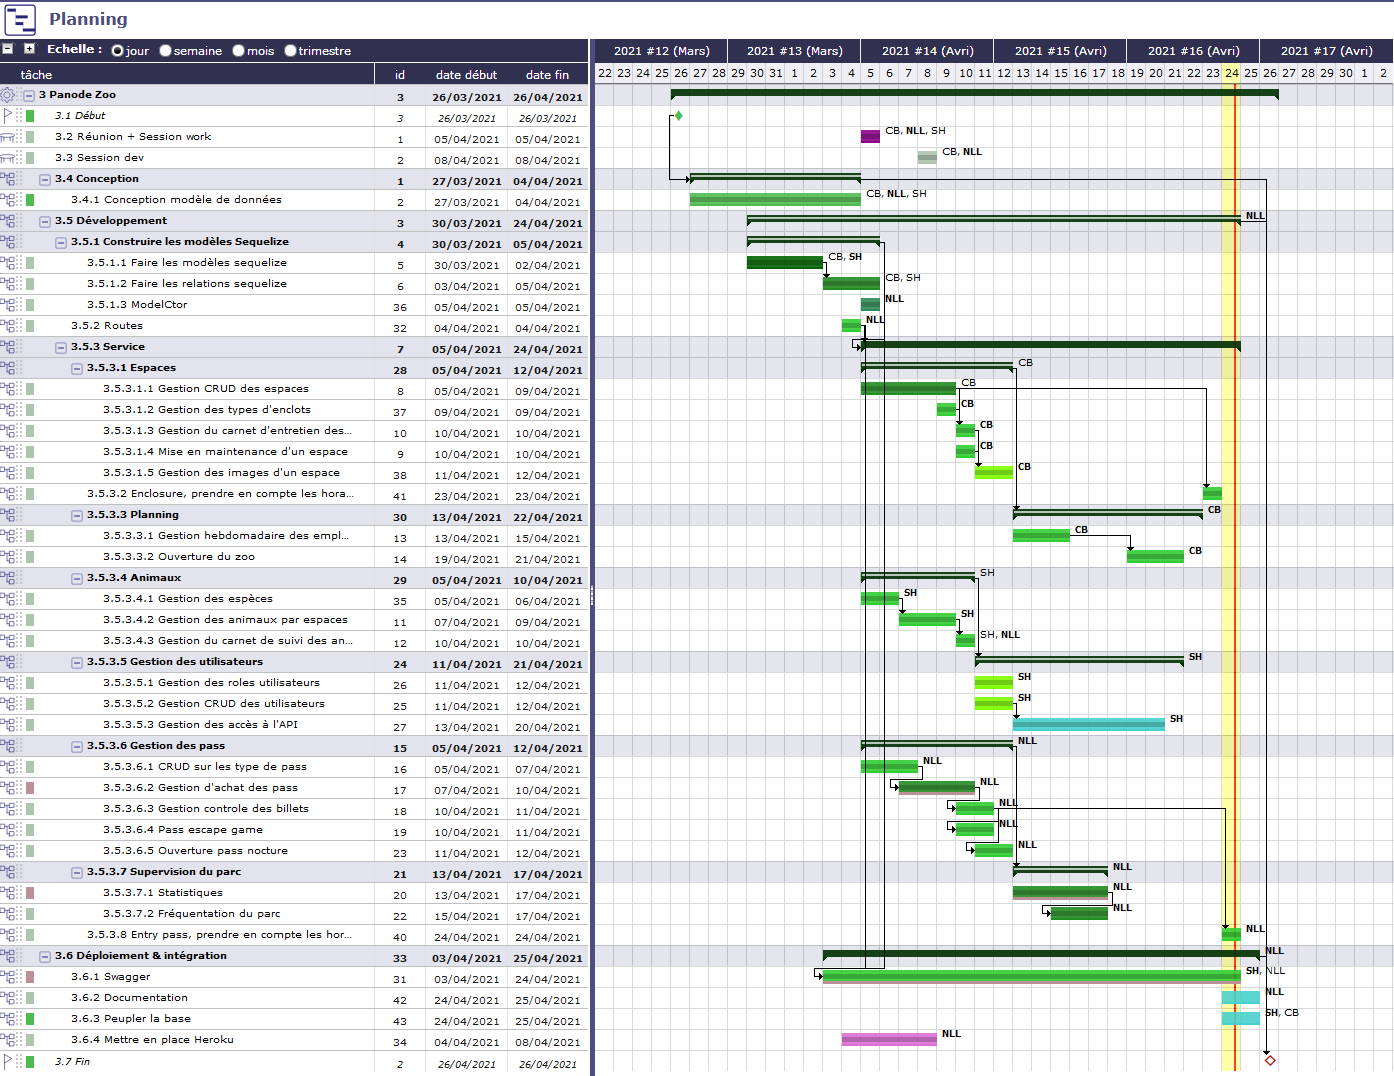 Planning
Echelle : jour semaine mois trimestre
2021 #12 (Mars) 2021 #13 (Mars) 2021 #14 (Avri) 2021 #15 (Avri) 2021 #16 (Avri) 2021 #17 (Avri)
tâche id date début date fin 22 23 24 25 26 27 28 29 30 31 1 2 3 4 5 6 7 8 9 10 11 12 13 14 15 16 17 18 19 20 21 22 23 24 25 26 27 28 29 30 1 2
3 Panode Zoo 3 26/03/2021 26/04/2021
3.1 Début 3 26/03/2021 26/03/2021
3.2 Réunion + Session work 1 05/04/2021 05/04/2021 CB, NLL, SH
3.3 Session dev 2 08/04/2021 08/04/2021 CB, NLL
3.4 Conception 1 27/03/2021 04/04/2021
3.4.1 Conception modèle de données 2 27/03/2021 04/04/2021 CB, NLL, SH
3.5 Développement 3 30/03/2021 24/04/2021 NLL
3.5.1 Construire les modèles Sequelize 4 30/03/2021 05/04/2021
3.5.1.1 Faire les modèles sequelize 5 30/03/2021 02/04/2021 CB, SH
3.5.1.2 Faire les relations sequelize 6 03/04/2021 05/04/2021 CB, SH
3.5.1.3 ModelCtor 36 05/04/2021 05/04/2021 NLL
3.5.2 Routes 32 04/04/2021 04/04/2021 NLL
3.5.3 Service 7 05/04/2021 24/04/2021
3.5.3.1 Espaces 28 05/04/2021 12/04/2021 CB
3.5.3.1.1 Gestion CRUD des espaces 8 05/04/2021 09/04/2021 CB
3.5.3.1.2 Gestion des types d'enclots 37 09/04/2021 09/04/2021 CB
3.5.3.1.3 Gestion du carnet d'entretien des... 10 10/04/2021 10/04/2021 CB
3.5.3.1.4 Mise en maintenance d'un espace 9 10/04/2021 10/04/2021 CB
3.5.3.1.5 Gestion des images d'un espace 38 11/04/2021 12/04/2021 CB
3.5.3.2 Enclosure, prendre en compte les hora... 41 23/04/2021 23/04/2021
3.5.3.3 Planning 30 13/04/2021 22/04/2021 CB
3.5.3.3.1 Gestion hebdomadaire des empl... 13 13/04/2021 15/04/2021 CB
3.5.3.3.2 Ouverture du zoo 14 19/04/2021 21/04/2021 CB
3.5.3.4 Animaux 29 05/04/2021 10/04/2021 SH
3.5.3.4.1 Gestion des espèces 35 05/04/2021 06/04/2021 SH
3.5.3.4.2 Gestion des animaux par espaces 11 07/04/2021 09/04/2021 SH
3.5.3.4.3 Gestion du carnet de suivi des an... 12 10/04/2021 10/04/2021 SH, NLL
3.5.3.5 Gestion des utilisateurs 24 11/04/2021 21/04/2021 SH
3.5.3.5.1 Gestion des roles utilisateurs 26 11/04/2021 12/04/2021 SH
3.5.3.5.2 Gestion CRUD des utilisateurs 25 11/04/2021 12/04/2021 SH
3.5.3.5.3 Gestion des accès à l'API 27 13/04/2021 20/04/2021 SH
3.5.3.6 Gestion des pass 15 05/04/2021 12/04/2021 NLL
3.5.3.6.1 CRUD sur les type de pass 16 05/04/2021 07/04/2021 NLL
3.5.3.6.2 Gestion d'achat des pass 17 07/04/2021 10/04/2021 NLL
3.5.3.6.3 Gestion controle des billets 18 10/04/2021 11/04/2021 NLL
3.5.3.6.4 Pass escape game 19 10/04/2021 11/04/2021 NLL
3.5.3.6.5 Ouverture pass nocture 23 11/04/2021 12/04/2021 NLL
3.5.3.7 Supervision du parc 21 13/04/2021 17/04/2021 NLL
3.5.3.7.1 Statistiques 20 13/04/2021 17/04/2021 NLL
3.5.3.7.2 Fréquentation du parc 22 15/04/2021 17/04/2021 NLL
3.5.3.8 Entry pass, prendre en compte les hor... 40 24/04/2021 24/04/2021 NLL
3.6 Déploiement & intégration 33 03/04/2021 25/04/2021 NLL
3.6.1 Swagger 31 03/04/2021 24/04/2021 SH, NLL
3.6.2 Documentation 42 24/04/2021 25/04/2021 NLL
3.6.3 Peupler la base 43 24/04/2021 25/04/2021 SH, CB
3.6.4 Mettre en place Heroku 34 04/04/2021 08/04/2021 NLL
3.7 Fin 2 26/04/2021 26/04/2021